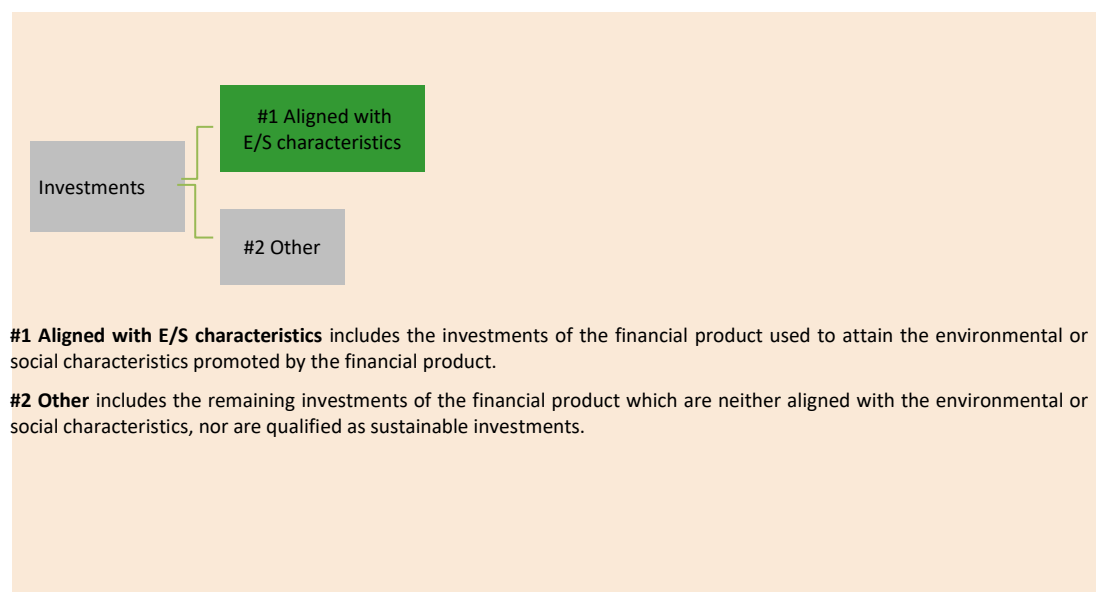 #1 Aligned with
E/S characteristics
Investments
#2 Other
#1 Aligned with E/S characteristics includes the investments of the financial product used to attain the environmental or
social characteristics promoted by the financial product.
#2 Other includes the remaining investments of the financial product which are neither aligned with the environmental or
social characteristics, nor are qualified as sustainable investments.